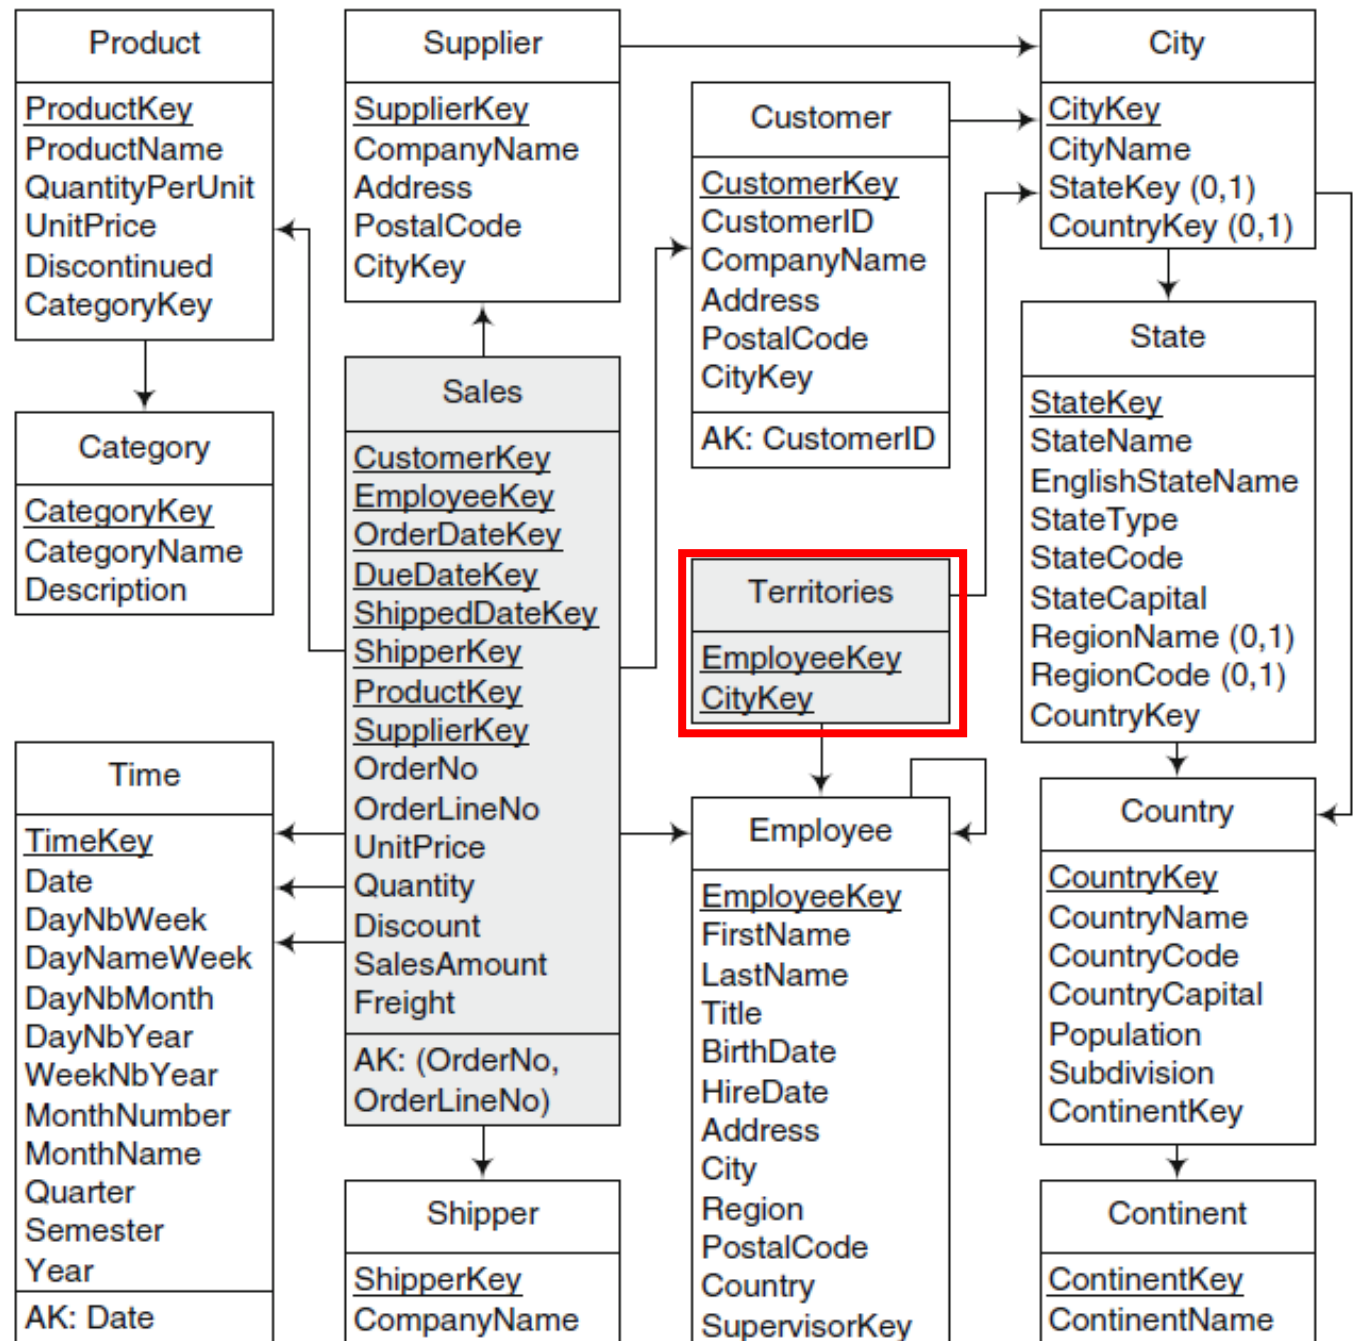 Product
ProductKey
ProductName
QuantityPerUnit
UnitPrice
Discontinued
CategoryKey
Supplier
SupplierKey
CompanyName
Address
PostalCode
CityKey
Customer
CustomerKey
CustomerID
CompanyName
Address
PostalCode
CityKey
AK: CustomerID
City
CityKey
CityName
StateKey (0,1)
CountryKey (0,1)
Category
CategoryKey
CategoryName
Description
Sales
CustomerKey
EmployeeKey
OrderDateKey
DueDateKey
ShippedDateKey
ShipperKey
ProductKey
SupplierKey
OrderNo
OrderLineNo
UnitPrice
Quantity
Discount
SalesAmount
Freight
AK: (OrderNo,
OrderLineNo)
Territories
EmployeeKey
CityKey
State
StateKey
StateName
EnglishStateName
StateType
StateCode
StateCapital
RegionName (0,1)
RegionCode (0,1)
CountryKey
Time
TimeKey
Date
DayNbWeek
DayNameWeek
DayNbMonth
DayNbYear
WeekNbYear
MonthNumber
MonthName
Quarter
Semester
Year
AK: Date
Shipper
ShipperKey
CompanyName
Employee
EmployeeKey
FirstName
LastName
Title
BirthDate
HireDate
Address
City
Region
PostalCode
Country
SupervisorKey
Country
CountryKey
CountryName
CountryCode
CountryCapital
Population
Subdivision
ContinentKey
Continent
ContinentKey
ContinentName